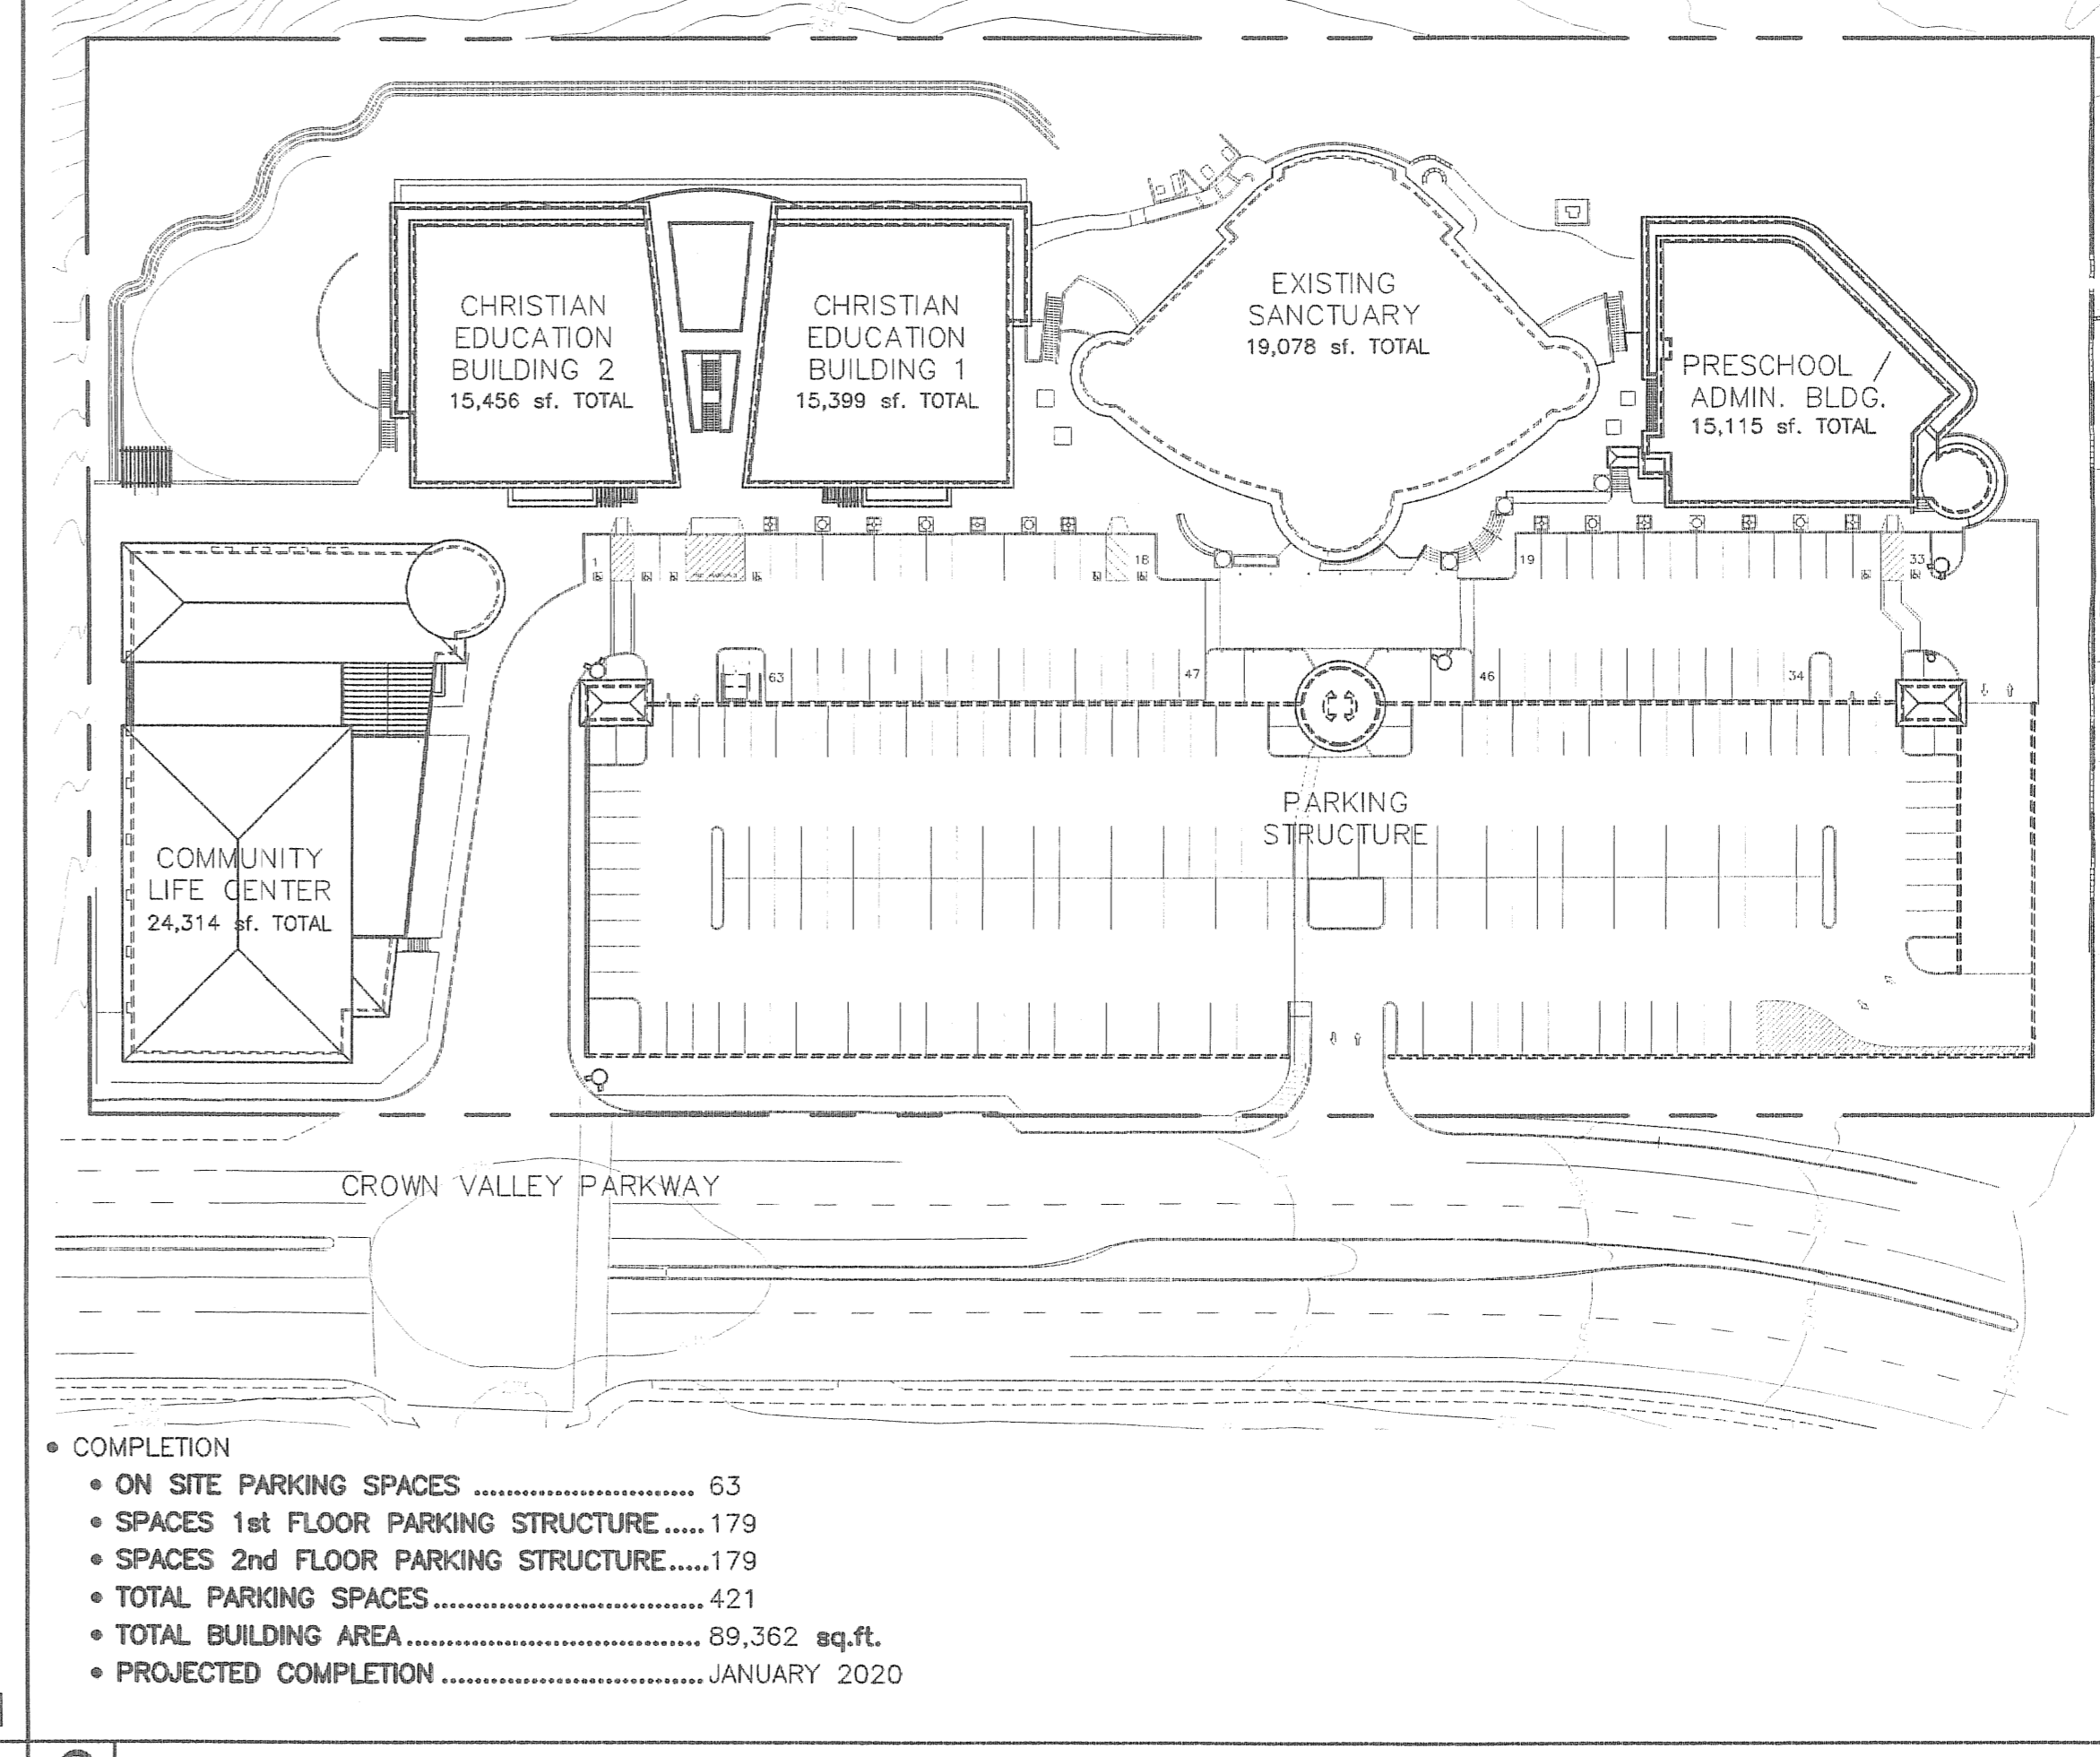 CHRISTIAN
EDUCATION
BUILDING 2
15,456 sf. TOTAL
CHRISTIAN
EDUCATION
BUILDING 1
15,399 sf. TOTAL
EXISTING
SANCTUARY
19,078 sf. TOTAL
PRESCHOOL
ADMIN. BLDG.
15,115 sf. TOTAL
1
18
19
33
63
47
46
34
PARKING
STRUCTURE
COMMUNITY
LIFE CENTER
24,314 sf. TOTAL
CROWN VALLEY PARKWAY
• COMPLETION
• ON SITE PARKING SPACES ........................... 63
• SPACES 1st FLOOR PARKING STRUCTURE.....179
• SPACES 2nd FLOOR PARKING STRUCTURE.....179
• TOTAL PARKING SPACES................................. 421
• TOTAL BUILDING AREA.................................... 89,362 sq.ft.
• PROJECTED COMPLETION ................................JANUARY 2020